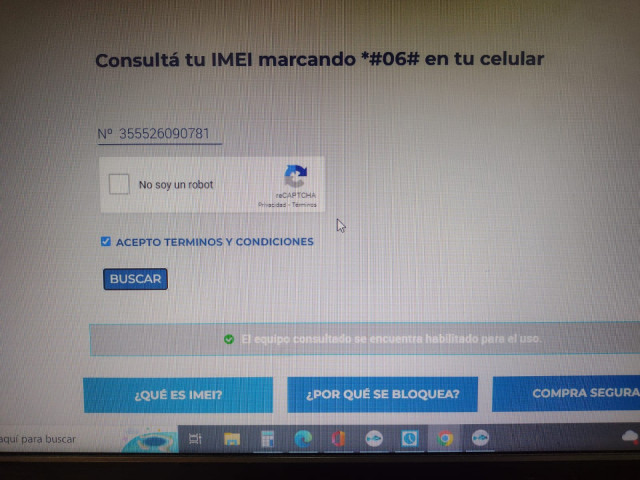 Consultá tu IMEI marcando *#06# en tu celular
Nº 355526090781
No soy un robot
reCAPTCHA
Privacidad - Términos
ACEPTO TERMINOS Y CONDICIONES
BUSCAR
El equipo consultado se encuentra habilitado para el uso.
¿QUÉ ES IMEI?
¿POR QUÉ SE BLOQUEA?
COMPRA SEGURA
aquí para buscar